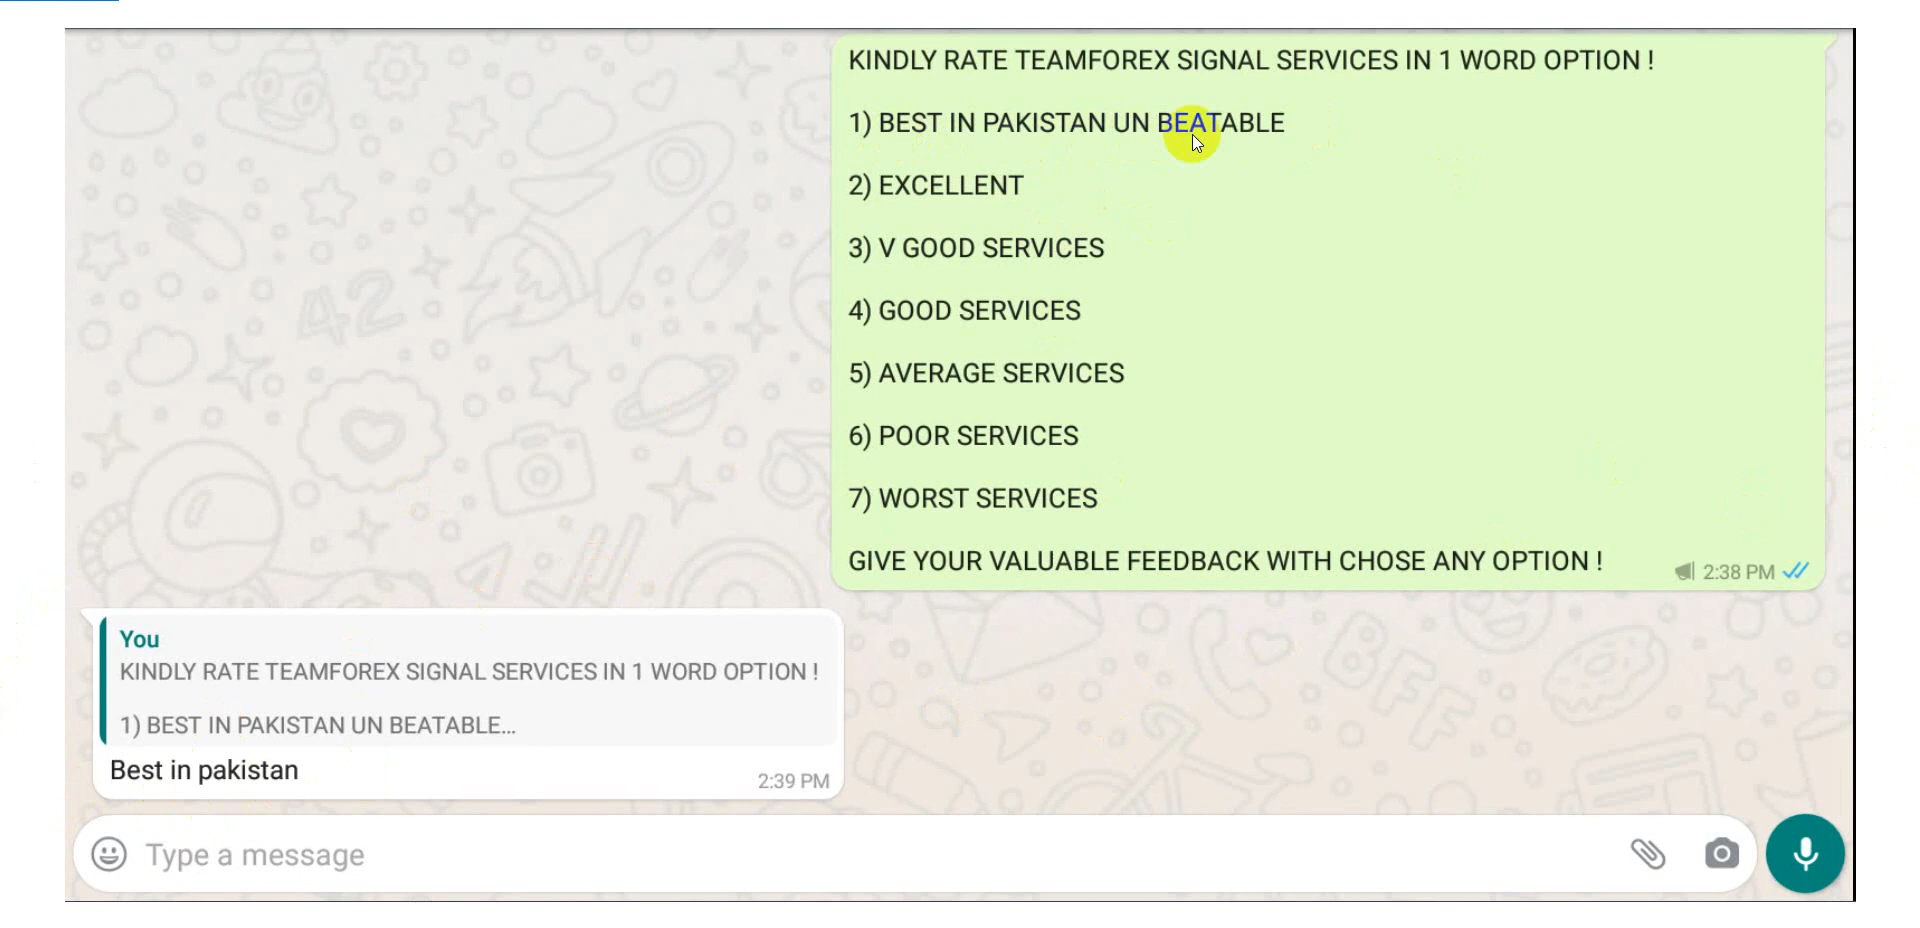 KINDLY RATE TEAMFOREX SIGNAL SERVICES IN 1 WORD OPTION !
1) BEST IN PAKISTAN UN BEATABLE
2) EXCELLENT
3) V GOOD SERVICES
4) GOOD SERVICES
5) AVERAGE SERVICES
6) POOR SERVICES
7) WORST SERVICES
GIVE YOUR VALUABLE FEEDBACK WITH CHOSE ANY OPTION !
2:38 PM
You
KINDLY RATE TEAMFOREX SIGNAL SERVICES IN 1 WORD OPTION !
1) BEST IN PAKISTAN UN BEATABLE...
Best in pakistan
2:39 PM
Type a message